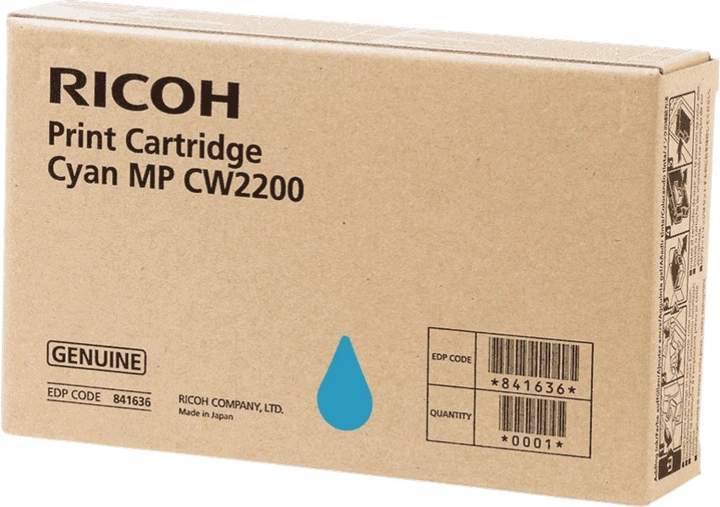 RICOH
Print Cartridge
Cyan MP CW2200
GENUINE
EDP CODE 841636
RICOH COMPANY, LTD.
Made in Japan
EDP CODE
*841636*
QUANTITY
*0001*